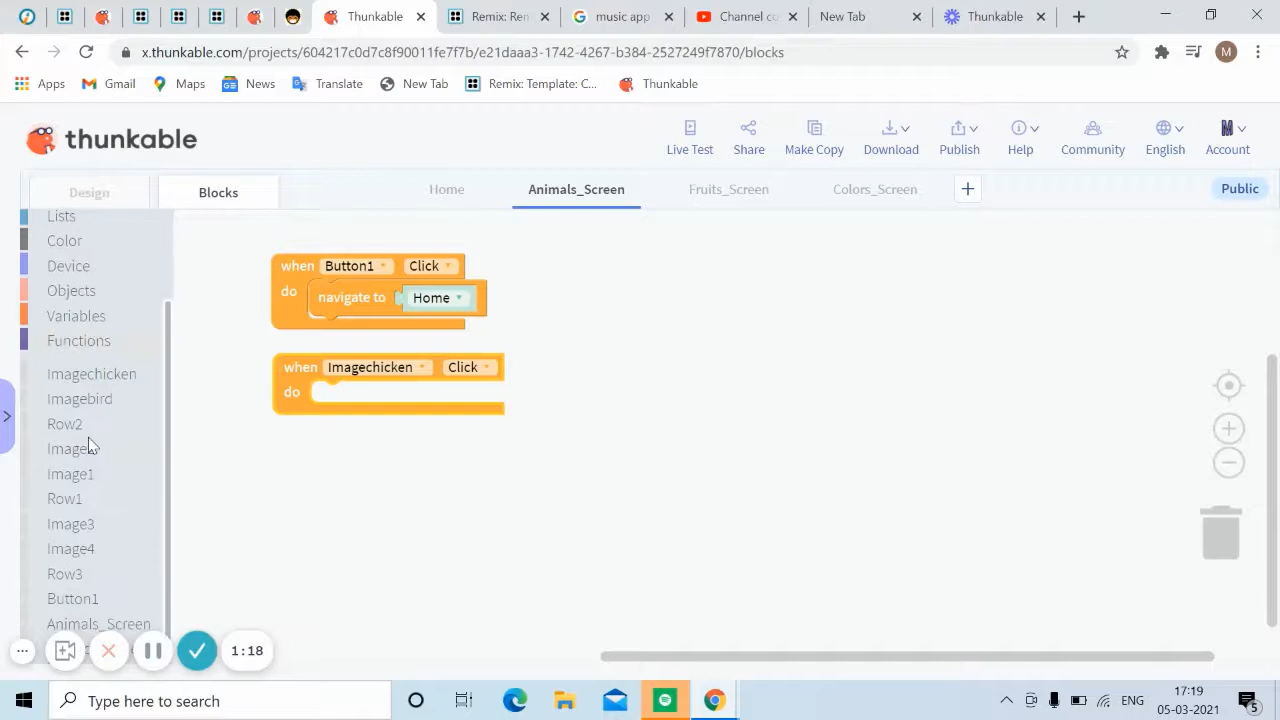 Thunkable
Remix: Ren
music app
Channel co
New Tab
Thunkable
x.thunkable.com/projects/604217c0d7c8f90011fe7f7b/e21daaa3-1742-4267-b384-2527249f7870/blocks
M
Apps
Gmail
Maps
News
Translate
New Tab
Remix: Template: C...
Thunkable
thunkable
Live Test
Share
Make Copy
Download
Publish
Help
Community
English
Account
Design
Blocks
Home
Animals_Screen
Fruits_Screen
Colors_Screen
Public
Lists
Color
Device
Objects
Variables
Functions
Imagechicken
Imagebird
Row2
Image
Image1
Row1
Image3
Image4
Row3
Button1
Animals_Screen
when Button1 Click
do navigate to Home
when Imagechicken Click
do
1:18
Type here to search
ENG
17:19
05-03-2021
5